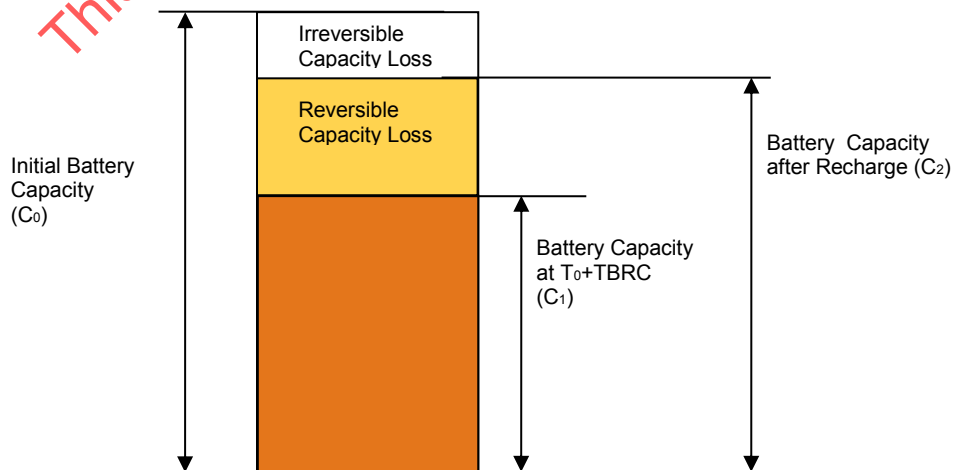 Thi
Irreversible
Capacity Loss
Reversible
Capacity Loss
Initial Battery
Capacity
(C₀)
Battery Capacity
after Recharge (C₂)
Battery Capacity
at T₀+TBRC
(C₁)